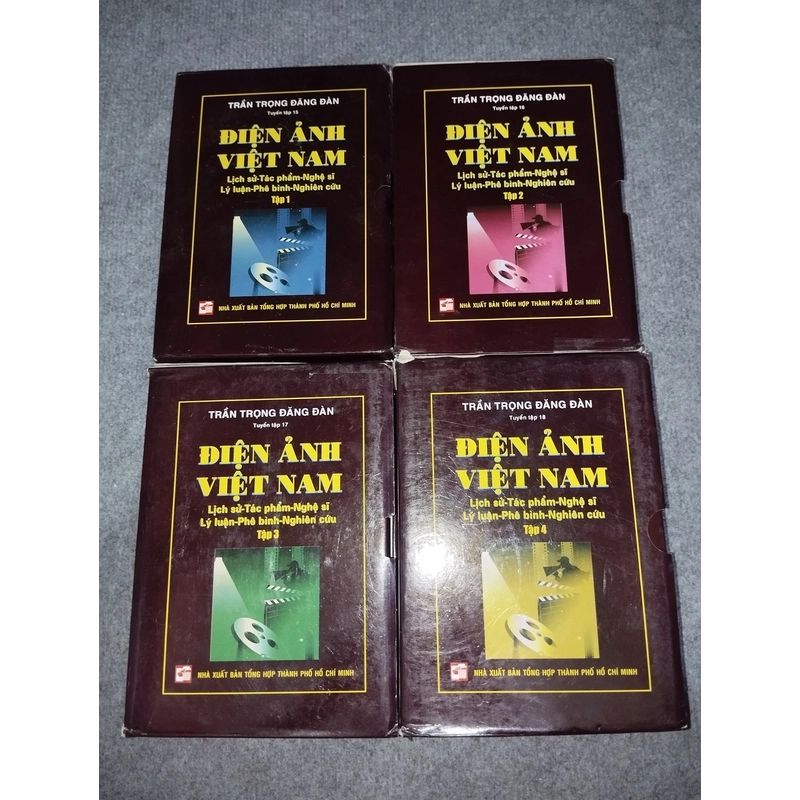 TRẦN TRỌNG ĐĂNG ĐÀN
Tuyển tập 15
ĐIỆN ẢNH
VIỆT NAM
Lịch sử-Tác phẩm-Nghệ sĩ
Lý luận-Phê bình-Nghiên cứu
Tập 1
NHÀ XUẤT BẢN TỔNG HỢP THÀNH PHỐ HỒ CHÍ MINH
TRẦN TRỌNG ĐĂNG ĐÀN
Tuyển tập 16
ĐIỆN ẢNH
VIỆT NAM
Lịch sử-Tác phẩm-Nghệ sĩ
Lý luận-Phê bình-Nghiên cứu
Tập 2
NHÀ XUẤT BẢN TỔNG HỢP THÀNH PHỐ HỒ CHÍ MINH
TRẦN TRỌNG ĐĂNG ĐÀN
Tuyển tập 17
ĐIỆN ẢNH
VIỆT NAM
Lịch sử-Tác phẩm-Nghệ sĩ
Lý luận-Phê bình-Nghiên cứu
Tập 3
NHÀ XUẤT BẢN TỔNG HỢP THÀNH PHỐ HỒ CHÍ MINH
TRẦN TRỌNG ĐĂNG ĐÀN
Tuyển tập 18
ĐIỆN ẢNH
VIỆT NAM
Lịch sử-Tác phẩm-Nghệ sĩ
Lý luận-Phê bình-Nghiên cứu
Tập 4
NHÀ XUẤT BẢN TỔNG HỢP THÀNH PHỐ HỒ CHÍ MINH